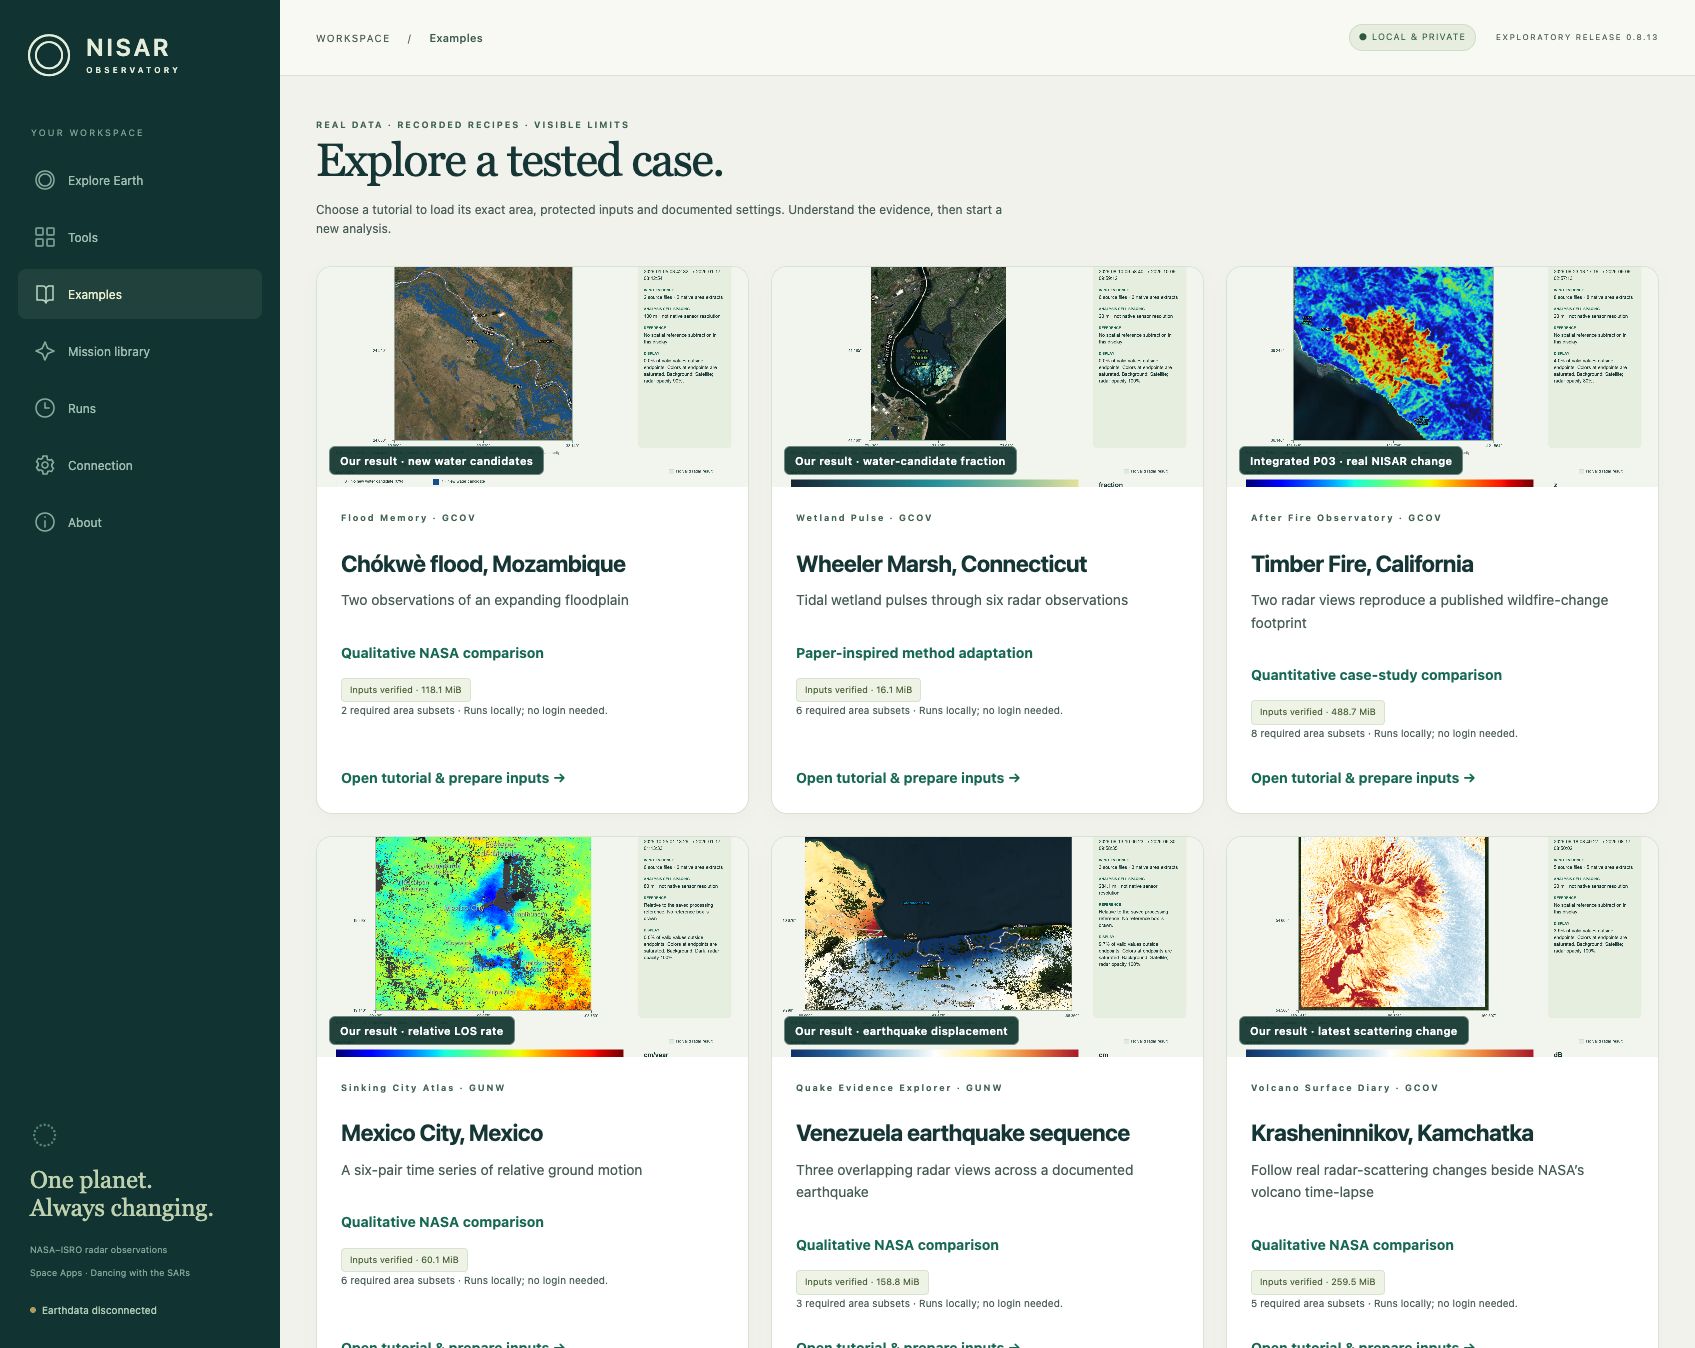 NISAR
OBSERVATORY
YOUR WORKSPACE
Explore Earth
Tools
Examples
Mission library
Runs
Connection
About
One planet.
Always changing.
NASA–ISRO radar observations
Space Apps · Dancing with the SARs
Earthdata disconnected
WORKSPACE / Examples
LOCAL & PRIVATE
EXPLORATORY RELEASE 0.8.13
REAL DATA · RECORDED RECIPES · VISIBLE LIMITS
Explore a tested case.
Choose a tutorial to load its exact area, protected inputs and documented settings. Understand the evidence, then start a
new analysis.
Our result · new water candidates
Flood Memory · GCOV
Chókwè flood, Mozambique
Two observations of an expanding floodplain
Qualitative NASA comparison
Inputs verified · 118.1 MiB
2 required area subsets · Runs locally; no login needed.
Open tutorial & prepare inputs →
Our result · water-candidate fraction
fraction
Wetland Pulse · GCOV
Wheeler Marsh, Connecticut
Tidal wetland pulses through six radar observations
Paper-inspired method adaptation
Inputs verified · 16.1 MiB
6 required area subsets · Runs locally; no login needed.
Open tutorial & prepare inputs →
Integrated P03 · real NISAR change
z
After Fire Observatory · GCOV
Timber Fire, California
Two radar views reproduce a published wildfire-change
footprint
Quantitative case-study comparison
Inputs verified · 488.7 MiB
8 required area subsets · Runs locally; no login needed.
Open tutorial & prepare inputs →
Our result · relative LOS rate
cm/year
Sinking City Atlas · GUNW
Mexico City, Mexico
A six-pair time series of relative ground motion
Qualitative NASA comparison
Inputs verified · 60.1 MiB
6 required area subsets · Runs locally; no login needed.
Open tutorial & prepare inputs →
Our result · earthquake displacement
cm
Quake Evidence Explorer · GUNW
Venezuela earthquake sequence
Three overlapping radar views across a documented
earthquake
Qualitative NASA comparison
Inputs verified · 158.8 MiB
3 required area subsets · Runs locally; no login needed.
Open tutorial & prepare inputs →
Our result · latest scattering change
dB
Volcano Surface Diary · GCOV
Krasheninnikov, Kamchatka
Follow real radar-scattering changes beside NASA's
volcano time-lapse
Qualitative NASA comparison
Inputs verified · 259.5 MiB
5 required area subsets · Runs locally; no login needed.
Open tutorial & prepare inputs →